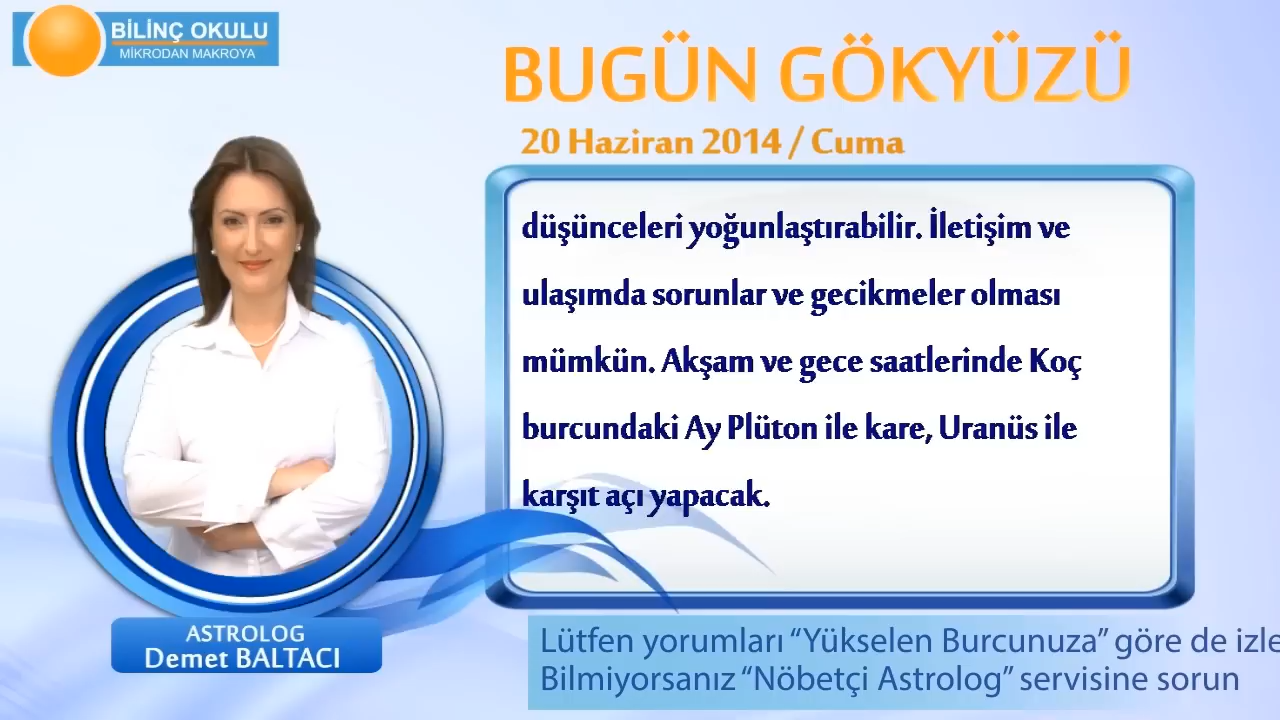 BİLİNÇ OKULU
MİKRODAN MAKROYA
BUGÜN GÖKYÜZÜ
20 Haziran 2014 / Cuma
düşünceleri yoğunlaştırabilir. İletişim ve
ulaşımda sorunlar ve gecikmeler olması
mümkün. Akşam ve gece saatlerinde Koç
burcundaki Ay Plüton ile kare, Uranüs ile
karşıt açı yapacak.
ASTROLOG
Demet BALTACI
Lütfen yorumları “Yükselen Burcunuza” göre de izle
Bilmiyorsanız “Nöbetçi Astrolog” servisine sorun